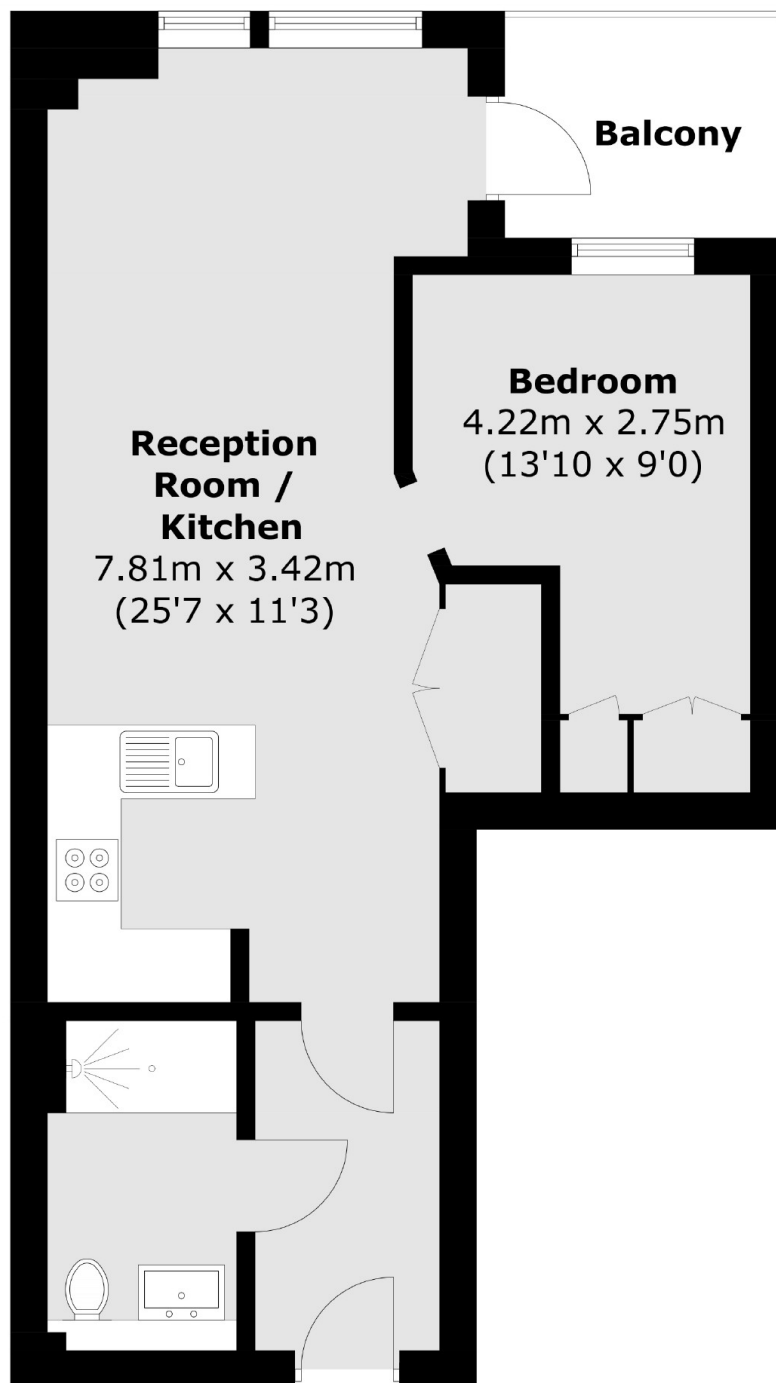 Balcony
Bedroom
4.22m x 2.75m
(13'10 x 9'0)
Reception
Room /
Kitchen
7.81m x 3.42m
(25'7 x 11'3)